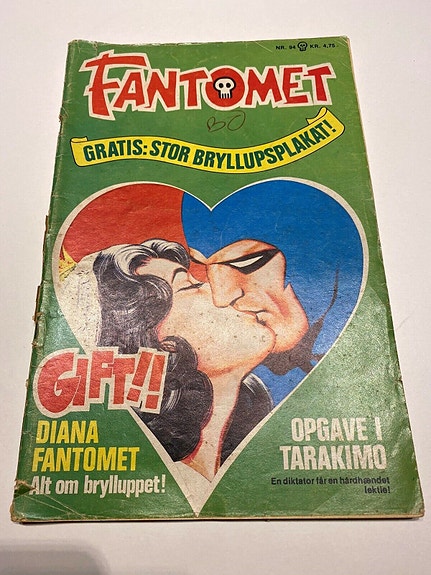 NR. 94 KR. 4,75
FANTOMET
BO
GRATIS: STOR BRYLLUPSPLAKAT!
GIFT!!
DIANA
FANTOMET
Alt om brylluppet!
OPGAVE I
TARAKIMO
En diktator får en hårdhændet
lektie!